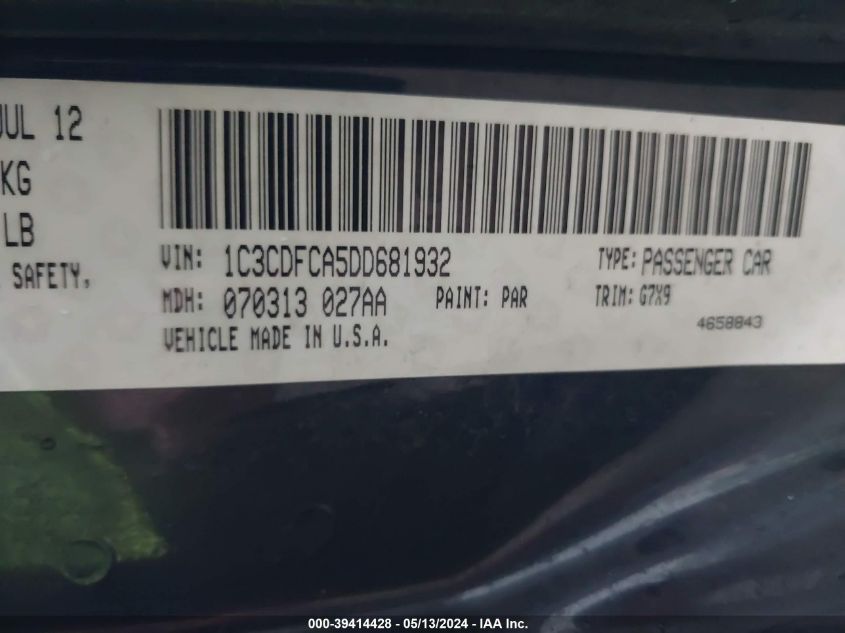 JUL 12
KG
LB
SAFETY,
VIN: 1C3CDFCA5DD681932 TYPE: PASSENGER CAR
MDH: 070313 027AA PAINT: PAR TRIM: G7X9
VEHICLE MADE IN U.S.A. 4658843
000-39414428 - 05/13/2024 - IAA Inc.